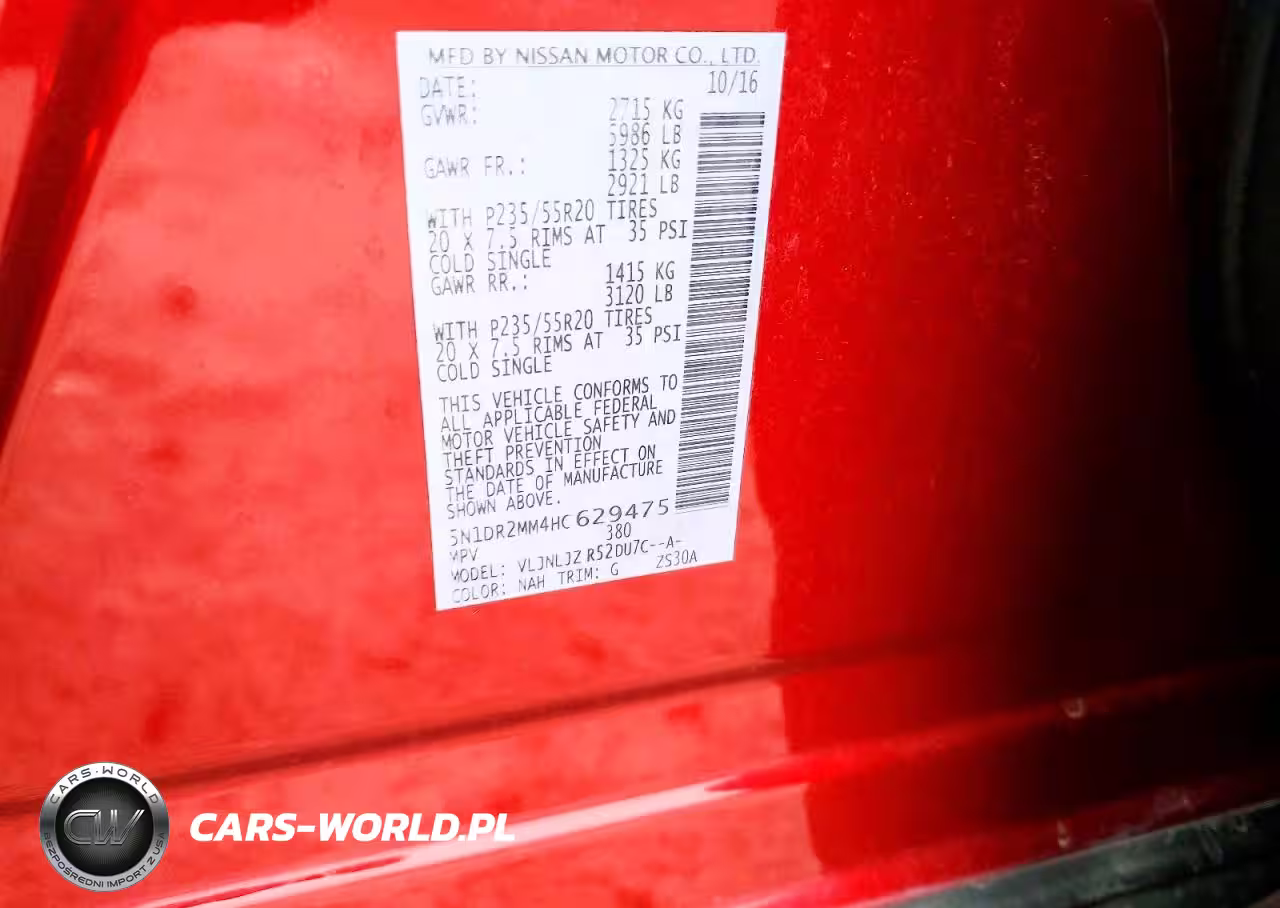 MFD BY NISSAN MOTOR CO., LTD.
DATE: 10/16
GVWR: 2715 KG
5986 LB
GAWR FR.: 1325 KG
2921 LB
WITH P235/55R20 TIRES
20 X 7.5 RIMS AT 35 PSI
COLD SINGLE
GAWR RR.: 1415 KG
3120 LB
WITH P235/55R20 TIRES
20 X 7.5 RIMS AT 35 PSI
COLD SINGLE
THIS VEHICLE CONFORMS TO
ALL APPLICABLE FEDERAL
MOTOR VEHICLE SAFETY AND
THEFT PREVENTION
STANDARDS IN EFFECT ON
THE DATE OF MANUFACTURE
SHOWN ABOVE.
5N1DR2MM4HC629475
MPV 380
MODEL: VLJNLJZ R52DU7C--A-
COLOR: NAH TRIM: G ZS30A
CARS-WORLD
CW
BEZPOŚREDNI IMPORT Z USA
CARS-WORLD.PL